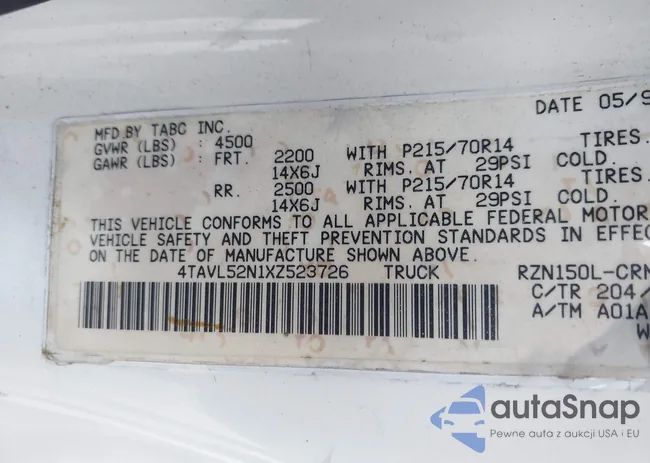 DATE 05/9
MFD BY TABC INC.
GVWR (LBS) : 4500
GAWR (LBS) : FRT. 2200 WITH P215/70R14 TIRES.
14X6J RIMS. AT 29PSI COLD.
RR. 2500 WITH P215/70R14 TIRES.
14X6J RIMS. AT 29PSI COLD.
THIS VEHICLE CONFORMS TO ALL APPLICABLE FEDERAL MOTOR
VEHICLE SAFETY AND THEFT PREVENTION STANDARDS IN EFFEC
ON THE DATE OF MANUFACTURE SHOWN ABOVE.
4TAVL52N1XZ523726 TRUCK RZN150L-CRM
C/TR 204/
A/TM A01A
W
autaSnap
Pewne auta z aukcji USA i EU